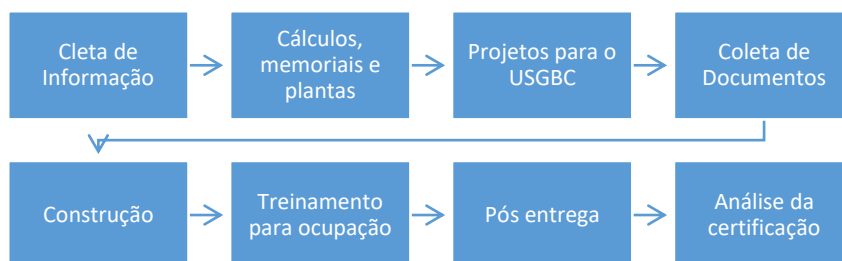 Cleta de
Informação
Cálculos,
memoriais e
plantas
Projetos para o
USGBC
Coleta de
Documentos
Construção
Treinamento
para ocupação
Pós entrega
Análise da
certificação